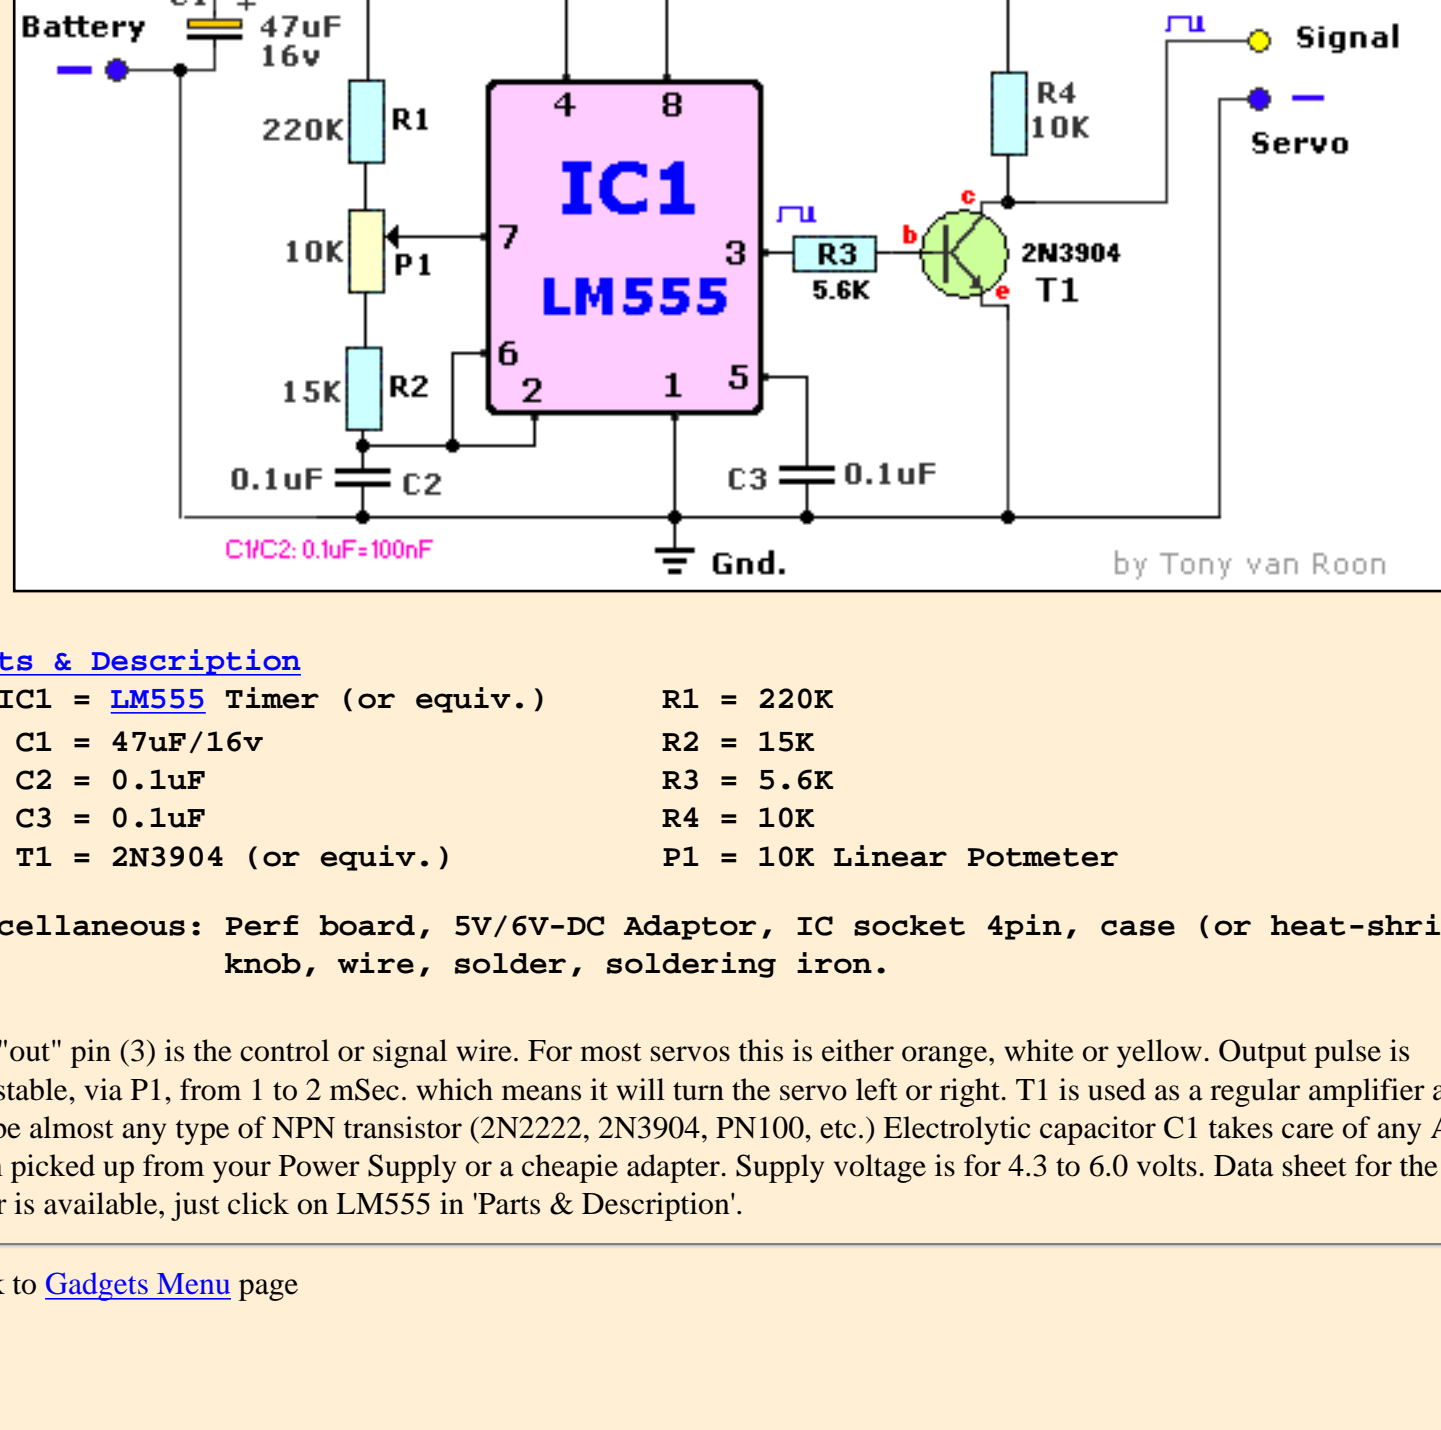 C1 +
Battery
47uF
16v
Signal
Servo
R4
10K
220K
R1
4
8
IC1
LM555
10K
P1
7
3
R3
5.6K
b
c
e
2N3904
T1
15K
R2
6
2
1
5
0.1uF
C2
C3
0.1uF
C1/C2: 0.1uF=100nF
Gnd.
by Tony van Roon
ts & Description
IC1 = LM555 Timer (or equiv.) R1 = 220K
C1 = 47uF/16v R2 = 15K
C2 = 0.1uF R3 = 5.6K
C3 = 0.1uF R4 = 10K
T1 = 2N3904 (or equiv.) P1 = 10K Linear Potmeter
cellaneous: Perf board, 5V/6V-DC Adaptor, IC socket 4pin, case (or heat-shri
knob, wire, solder, soldering iron.
"out" pin (3) is the control or signal wire. For most servos this is either orange, white or yellow. Output pulse is
stable, via P1, from 1 to 2 mSec. which means it will turn the servo left or right. T1 is used as a regular amplifier a
be almost any type of NPN transistor (2N2222, 2N3904, PN100, etc.) Electrolytic capacitor C1 takes care of any A
n picked up from your Power Supply or a cheapie adapter. Supply voltage is for 4.3 to 6.0 volts. Data sheet for the
r is available, just click on LM555 in 'Parts & Description'.
k to Gadgets Menu page